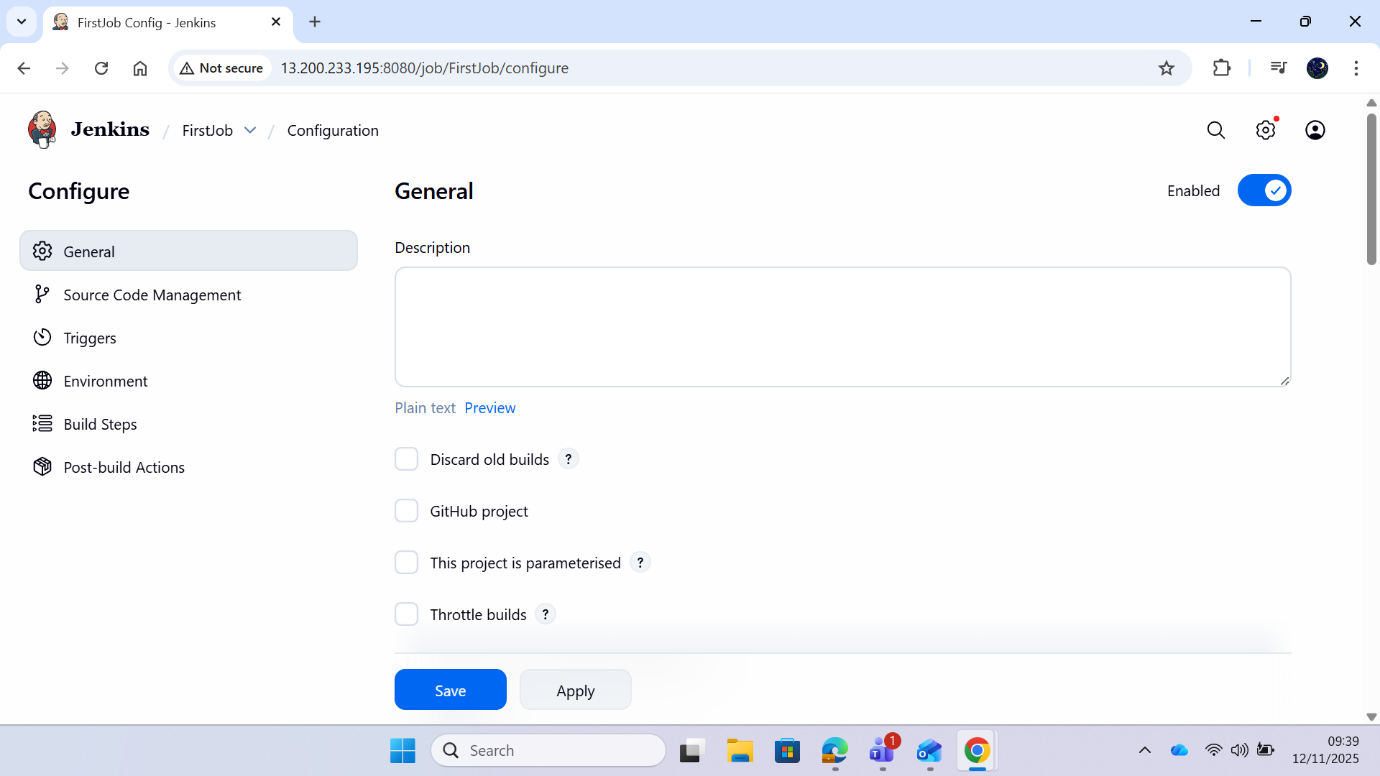 FirstJob Config - Jenkins
Not secure 13.200.233.195:8080/job/FirstJob/configure
Jenkins / FirstJob / Configuration
Configure
General
Source Code Management
Triggers
Environment
Build Steps
Post-build Actions
General
Enabled
Description
Plain text Preview
Discard old builds ?
GitHub project
This project is parameterised ?
Throttle builds ?
Save Apply
Search
1
09:39
12/11/2025